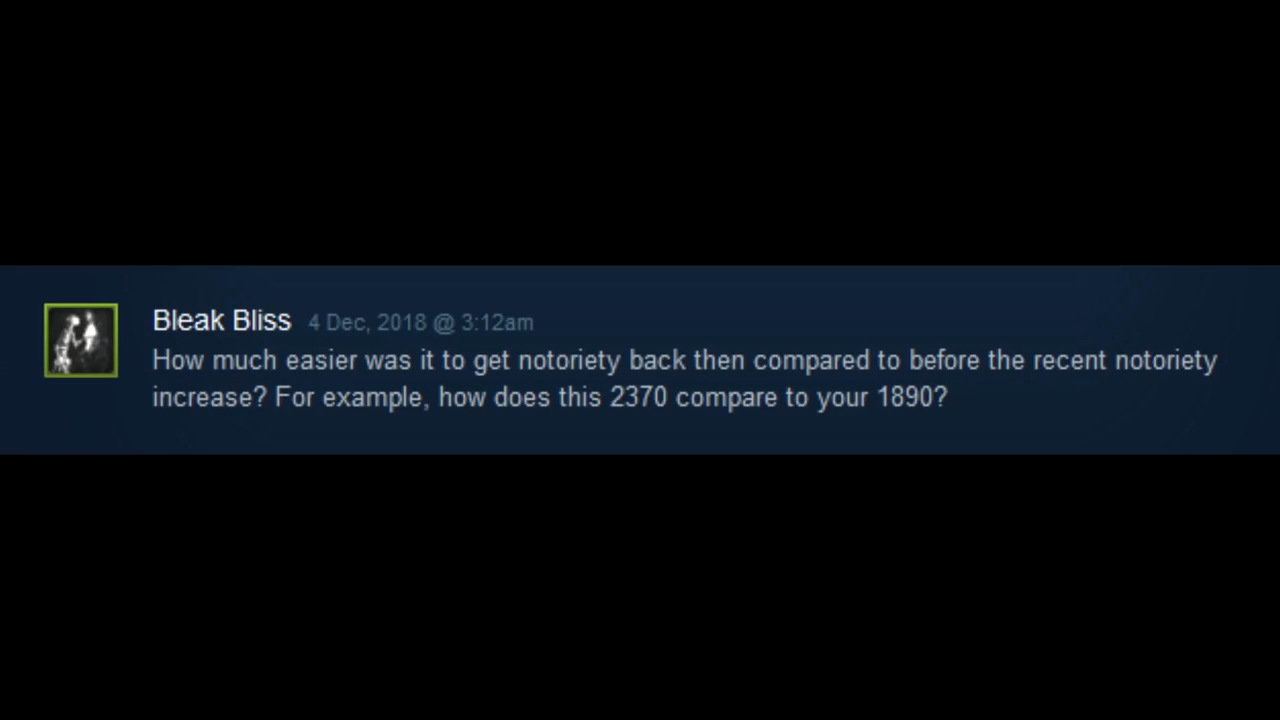 Bleak Bliss 4 Dec, 2018 @ 3:12am
How much easier was it to get notoriety back then compared to before the recent notoriety
increase? For example, how does this 2370 compare to your 1890?